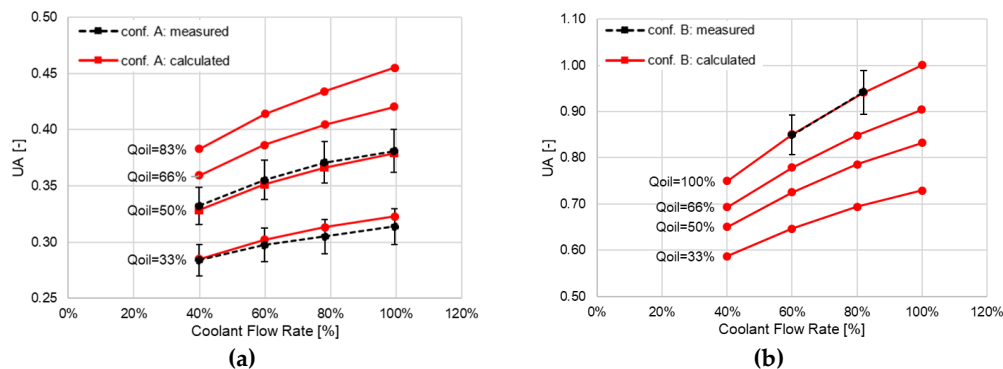 (a)
0.50
0.45
0.40
0.35
0.30
0.25
UA [-]
conf. A: measured
conf. A: calculated
Qoil=83%
Qoil=66%
Qoil=50%
Qoil=33%
0% 20% 40% 60% 80% 100% 120%
Coolant Flow Rate [%]
(a)
(b)
1.10
1.00
0.90
0.80
0.70
0.60
0.50
UA [-]
conf. B: measured
conf. B: calculated
Qoil=100%
Qoil=66%
Qoil=50%
Qoil=33%
0% 20% 40% 60% 80% 100% 120%
Coolant Flow Rate [%]
(b)